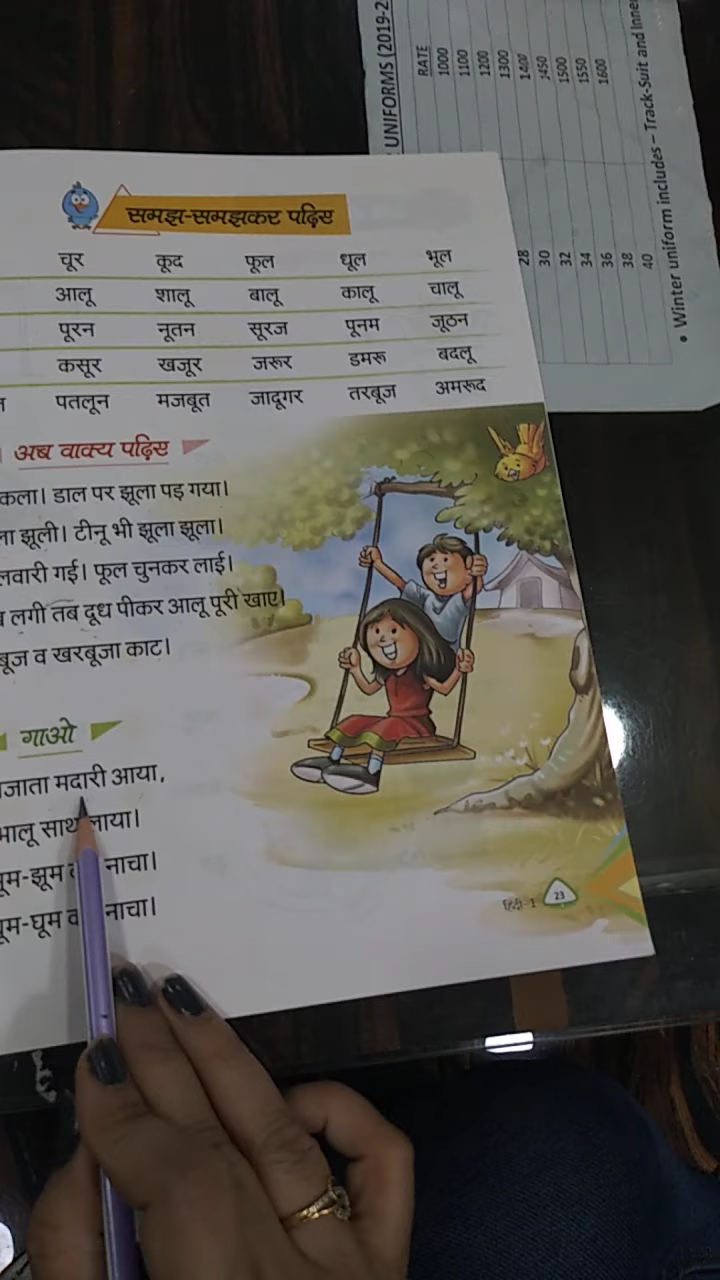 समझ-समझकर पढ़िए
चूर कूद फूल धूल भूल
आलू शालू बालू कालू चालू
पूरन नूतन सूरज पूनम जूठन
कसूर खजूर जरूर डमरू बदलू
पतलून मजबूत जादूगर तरबूज अमरूद
अब वाक्य पढ़िए
कला। डाल पर झूला पड़ गया।
झूली। टीनू भी झूला झूला।
लवारी गई। फूल चुनकर लाई।
लगी तब दूध पीकर आलू पूरी खाए।
बूज व खरबूजा काट।
गाओ
जाता मदारी आया,
भालू साथ लाया।
झूम नाचा।
घूम नाचा।
हिंदी-1 23
UNIFORMS (2019-2
RATE
1000
1100
1200
1300
1400
1450
1500
1550
1600
28
30
32
34
36
38
40
• Winter uniform includes – Track-Suit and Inne